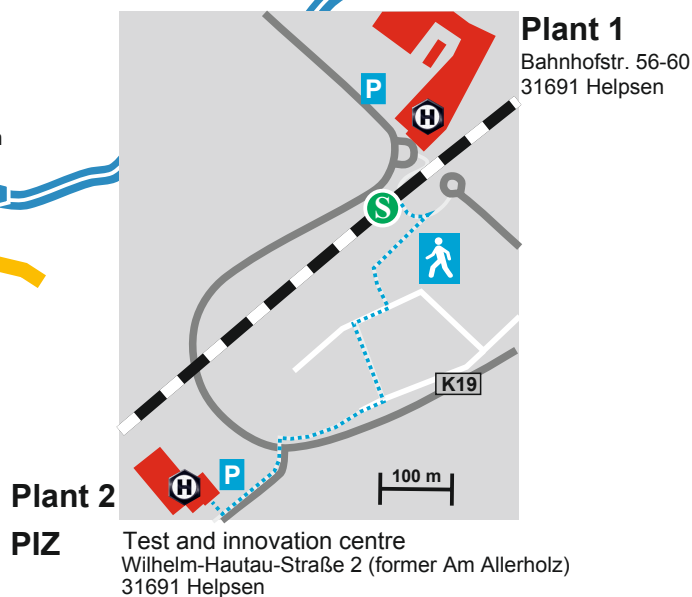 Plant 1
Bahnhofstr. 56-60
31691 Helpsen
P
H
S
K19
100 m
P
H
Plant 2
PIZ
Test and innovation centre
Wilhelm-Hautau-Straße 2 (former Am Allerholz)
31691 Helpsen